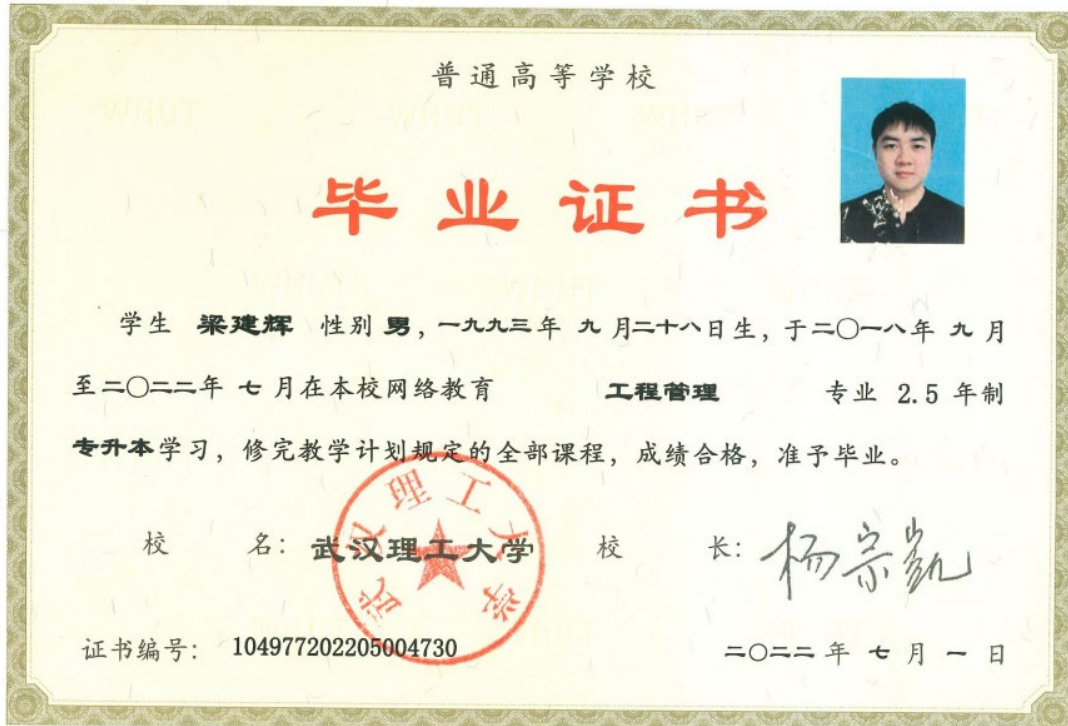 普通高等学校
毕业证书
学生 梁建辉 性别 男，一九九三年 九 月二十八日生，于二〇一八年 九 月
至二〇二二年 七 月在本校网络教育 工程管理 专业 2.5 年制
专升本学习，修完教学计划规定的全部课程，成绩合格，准予毕业。
校 名：武汉理工大学 校 长：杨宗凯
武汉理工大学
证书编号：104977202205004730 二〇二二 年 七 月 一 日